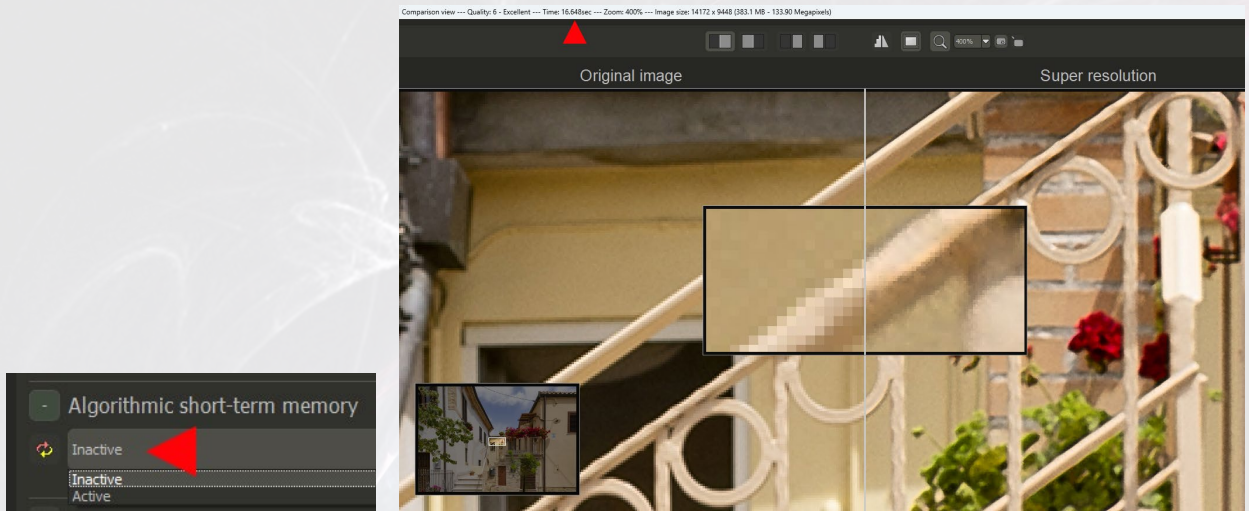 Comparison view --- Quality: 6 - Excellent --- Time: 16.648sec --- Zoom: 400% --- Image size: 14172 x 9448 (383.1 MB - 133.90 Megapixels)
400%
Original image
Super resolution
- Algorithmic short-term memory
Inactive
Inactive
Active